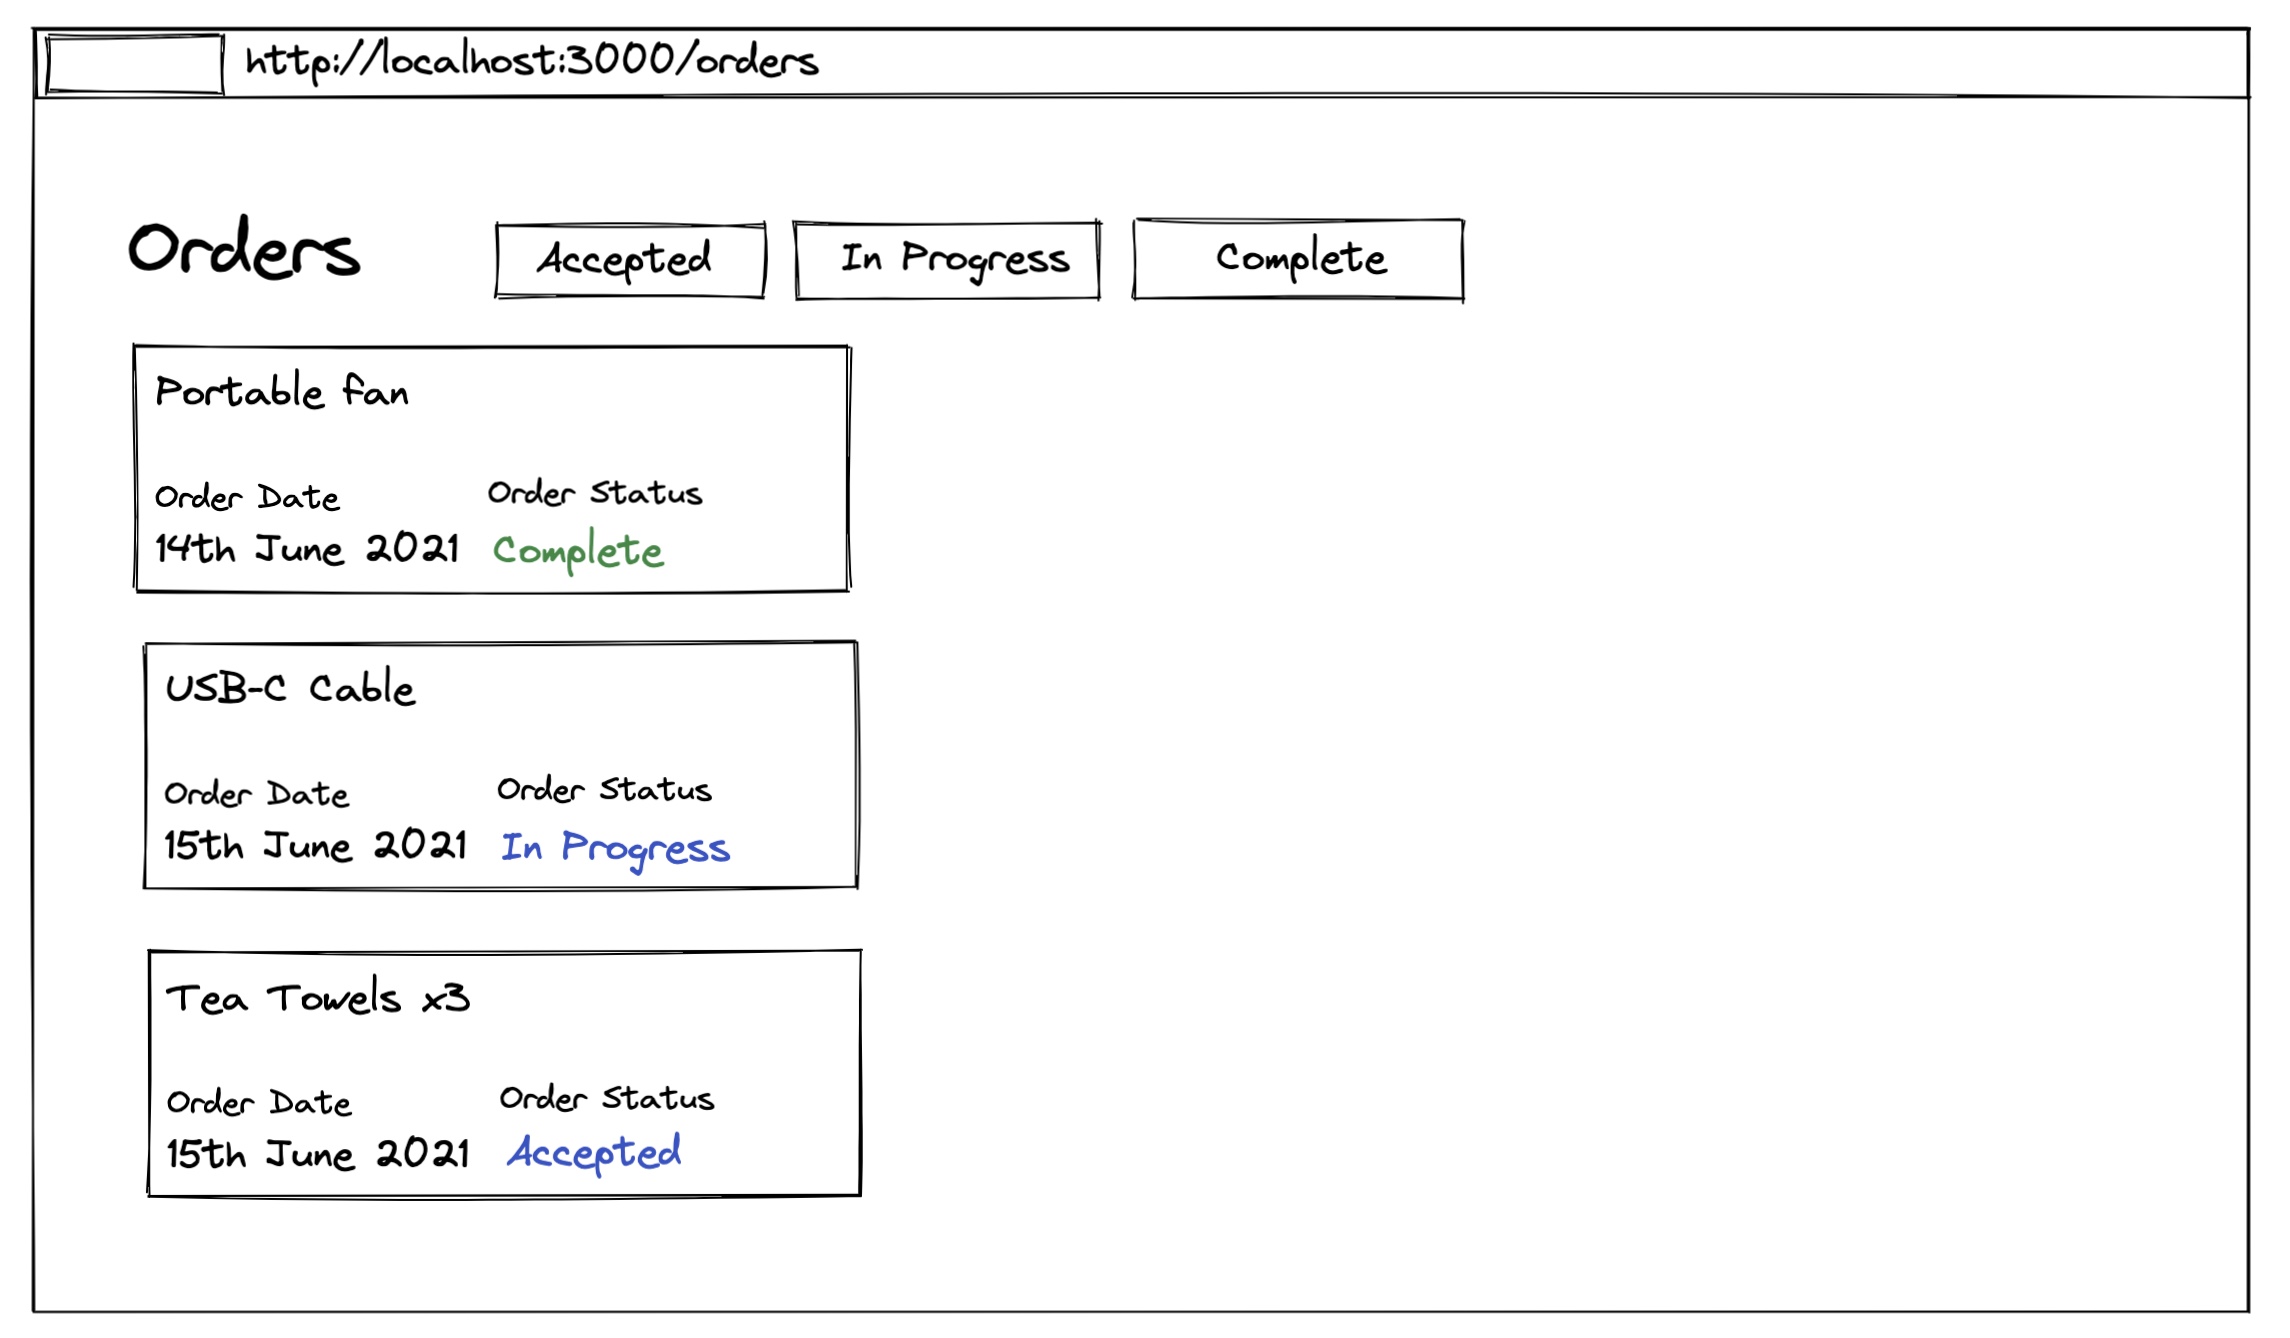 http://localhost:3000/orders
Orders
Accepted
In Progress
Complete
Portable fan
Order Date
Order Status
14th June 2021
Complete
USB-C Cable
Order Date
Order Status
15th June 2021
In Progress
Tea Towels x3
Order Date
Order Status
15th June 2021
Accepted